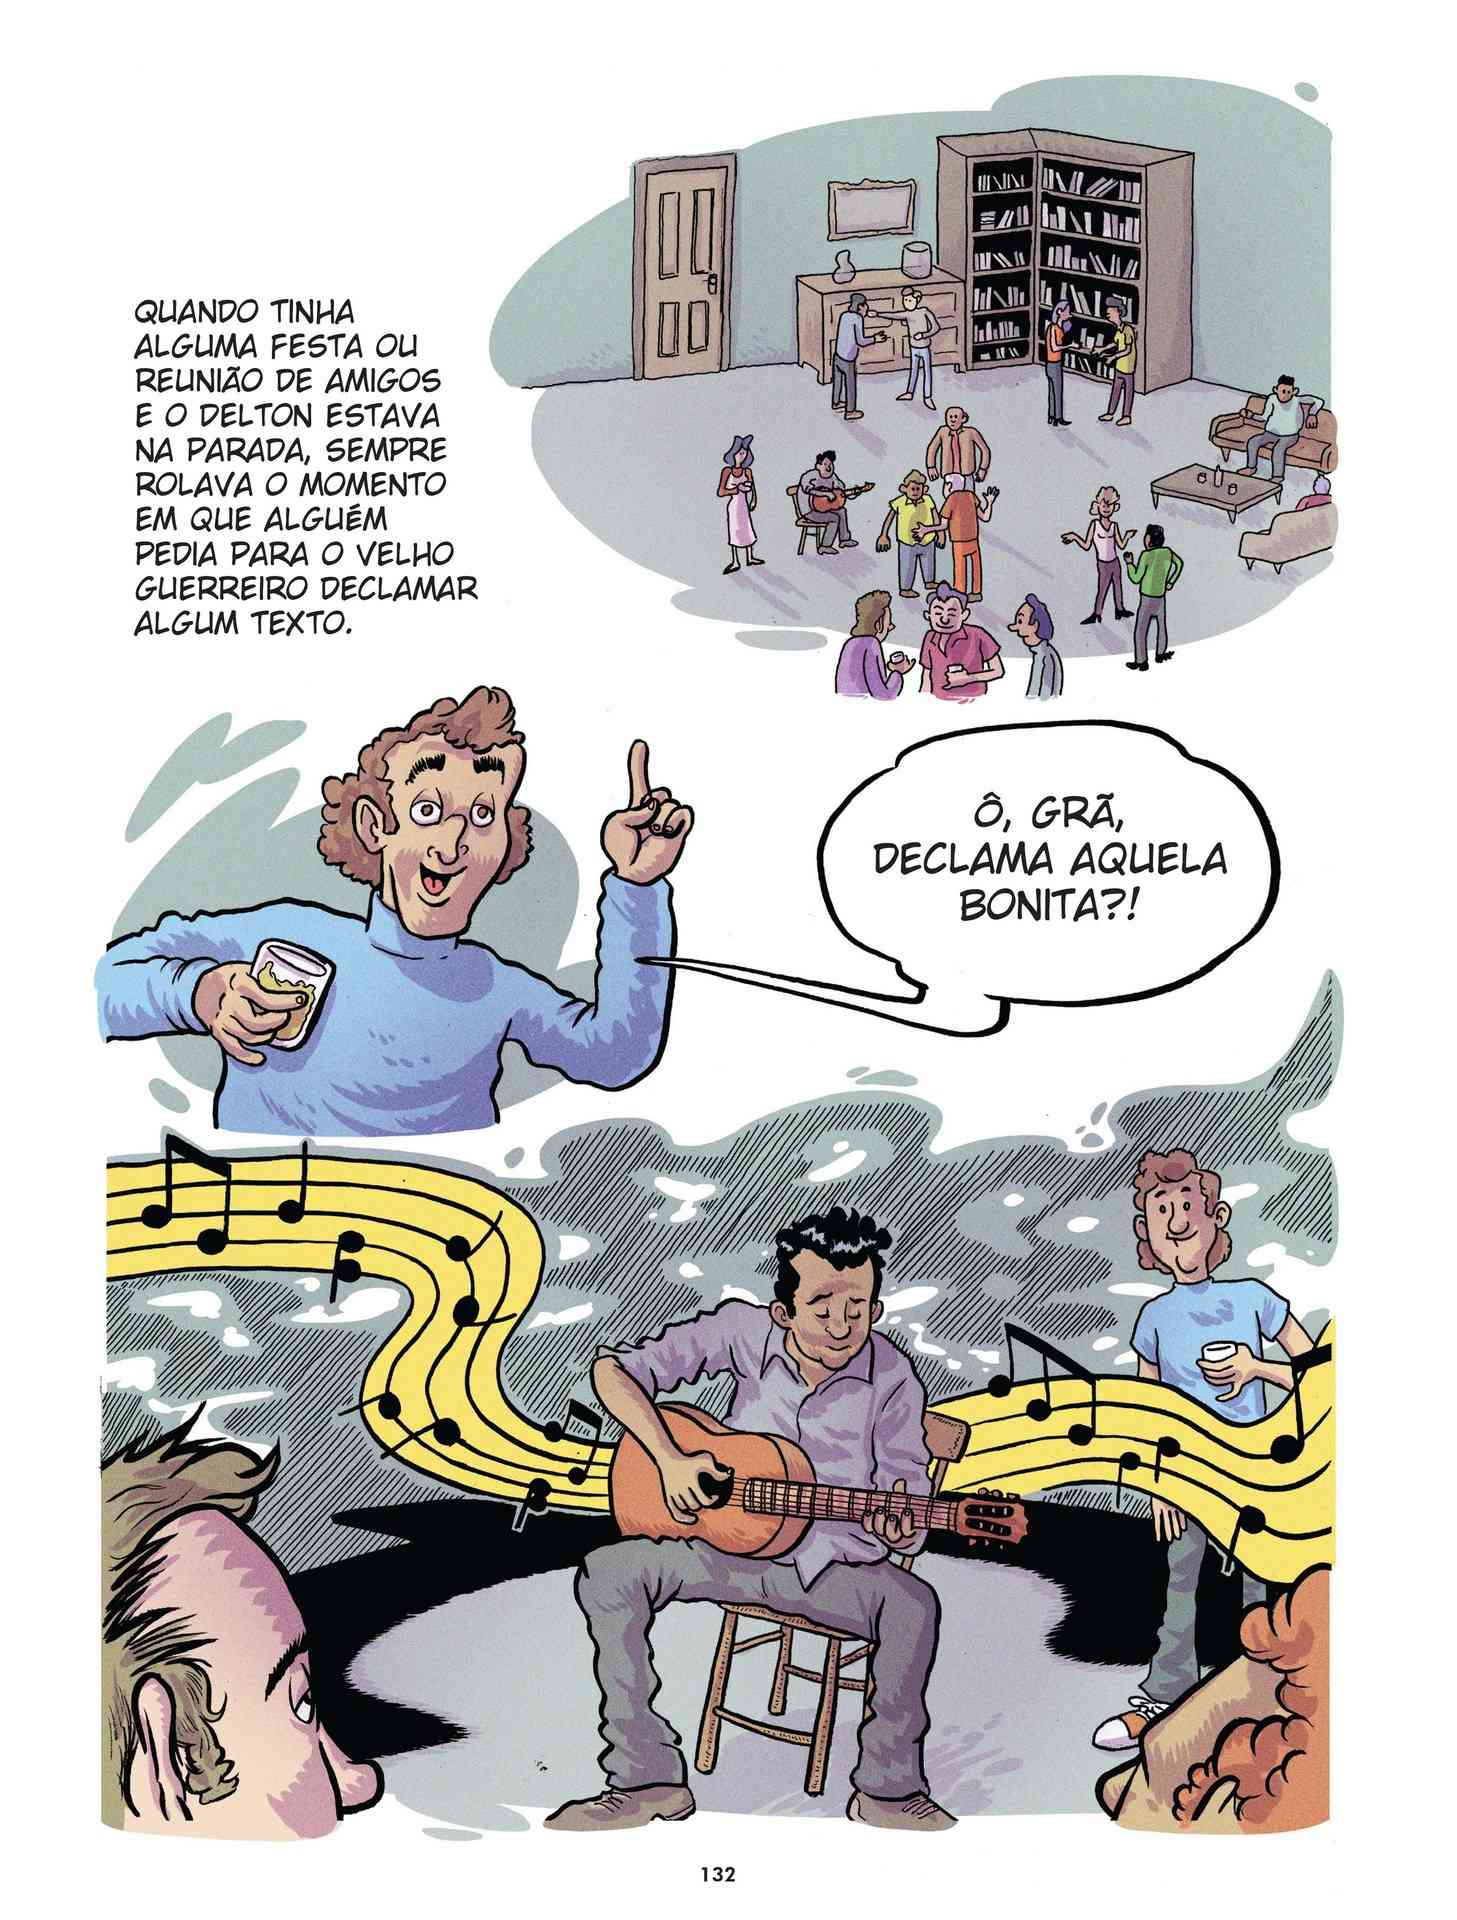 QUANDO TINHA
ALGUMA FESTA OU
REUNIÃO DE AMIGOS
E O DELTON ESTAVA
NA PARADA, SEMPRE
ROLAVA O MOMENTO
EM QUE ALGUÉM
PEDIA PARA O VELHO
GUERREIRO DECLAMAR
ALGUM TEXTO.
Ô, GRÃ,
DECLAMA AQUELA
BONITA?!
132